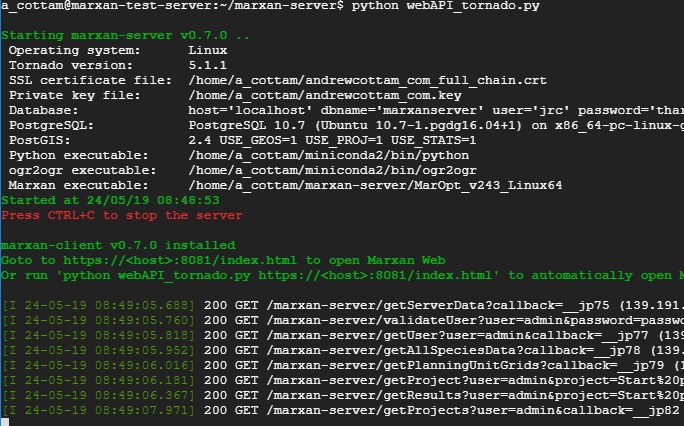 a_cottam@marxan-test-server:~/marxan-server$ python webAPI_tornado.py
Starting marxan-server v0.7.0 ..
Operating system: Linux
Tornado version: 5.1.1
SSL certificate file: /home/a_cottam/andrewcottam_com_full_chain.crt
Private key file: /home/a_cottam/andrewcottam_com.key
Database: host='localhost' dbname='marxanserver' user='jrc' password='thar
PostgreSQL: PostgreSQL 10.7 (Ubuntu 10.7-1.pgdg16.04+1) on x86_64-pc-linux-g
PostGIS: 2.4 USE_GEOS=1 USE_PROJ=1 USE_STATS=1
Python executable: /home/a_cottam/miniconda2/bin/python
ogr2ogr executable: /home/a_cottam/miniconda2/bin/ogr2ogr
Marxan executable: /home/a_cottam/marxan-server/MarOpt_v243_Linux64
Started at 24/05/19 08:48:53
Press CTRL+C to stop the server
marxan-client v0.7.0 installed
Goto to https://<host>:8081/index.html to open Marxan Web
Or run 'python webAPI_tornado.py https://<host>:8081/index.html' to automatically open M
[I 24-05-19 08:49:05.688] 200 GET /marxan-server/getServerData?callback=__jp75 (139.191.
[I 24-05-19 08:49:05.760] 200 GET /marxan-server/validateUser?user=admin&password=passwo
[I 24-05-19 08:49:05.818] 200 GET /marxan-server/getUser?user=admin&callback=__jp77 (139
[I 24-05-19 08:49:05.952] 200 GET /marxan-server/getAllSpeciesData?callback=__jp78 (139.
[I 24-05-19 08:49:06.016] 200 GET /marxan-server/getPlanningUnitGrids?callback=__jp79 (1
[I 24-05-19 08:49:06.181] 200 GET /marxan-server/getProject?user=admin&project=Start%20p
[I 24-05-19 08:49:06.367] 200 GET /marxan-server/getResults?user=admin&project=Start%20p
[I 24-05-19 08:49:07.971] 200 GET /marxan-server/getProjects?user=admin&callback=__jp82